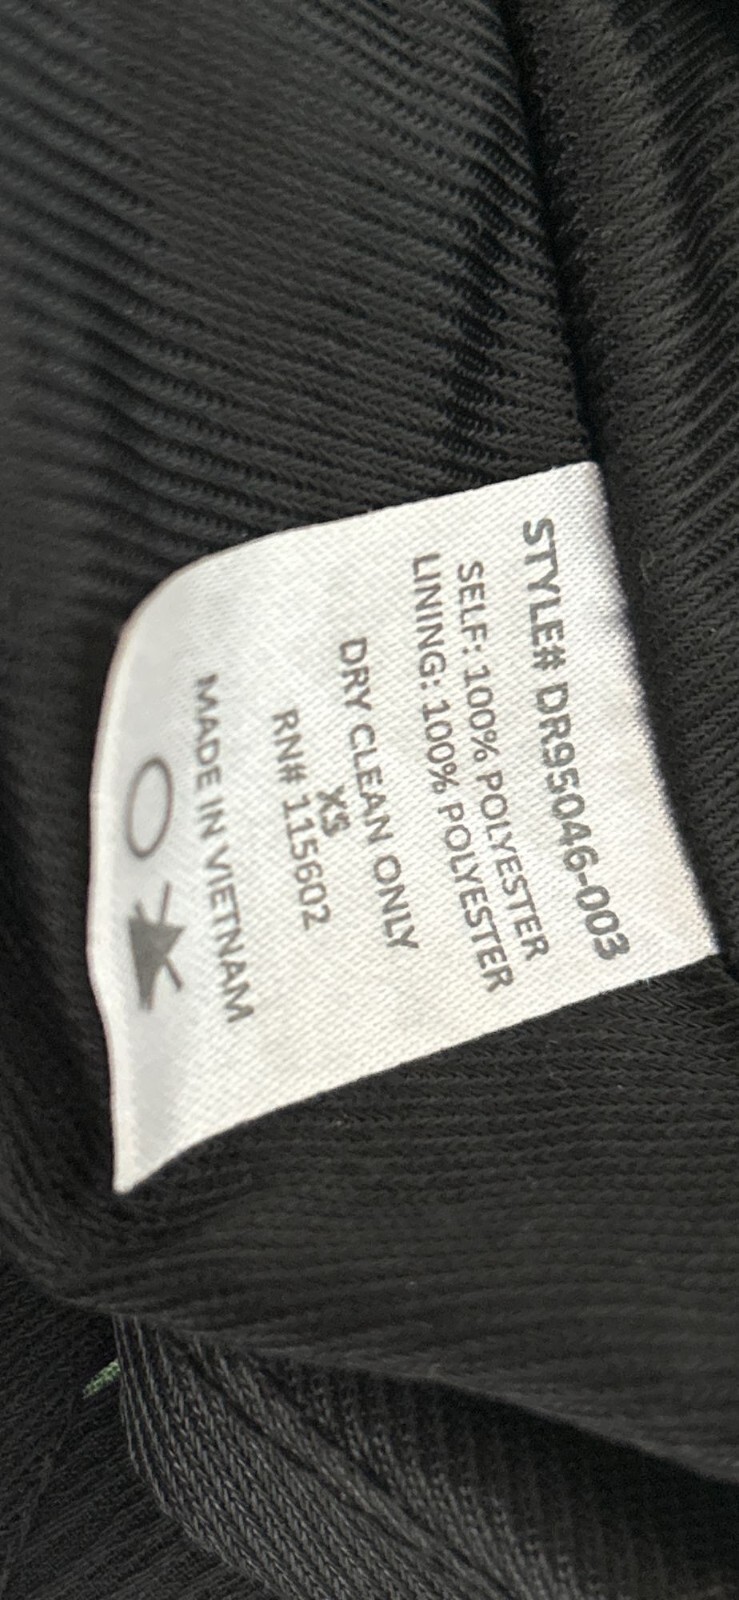 STYLE# DR95046-003
SELF: 100% POLYESTER
LINING: 100% POLYESTER
DRY CLEAN ONLY
XS
RN# 115602
MADE IN VIETNAM